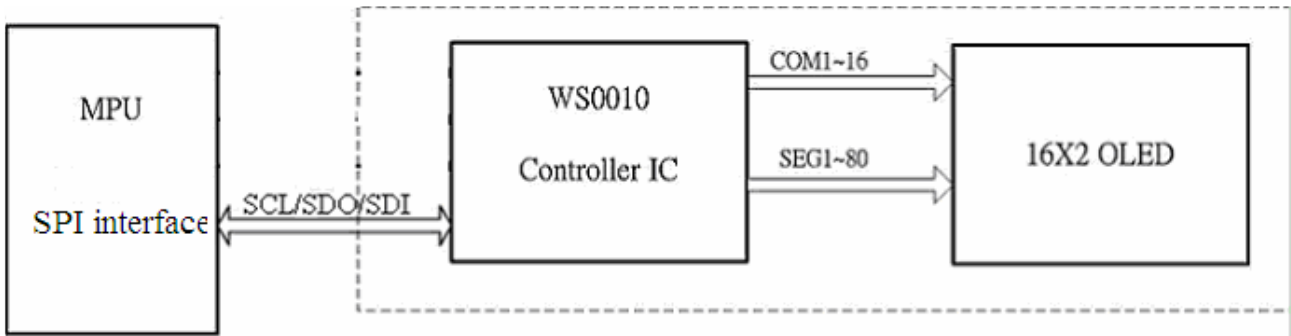 MPU
SPI interface
SCL/SDO/SDI
WS0010
Controller IC
COM1~16
SEG1~80
16X2 OLED